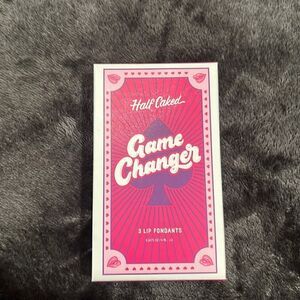 Half Caked
Game
Changer
3 LIP FONDANTS